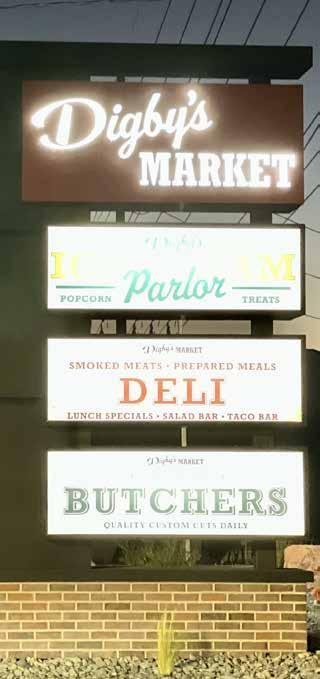 Digby's
MARKET
Digby's
Parlor
POPCORN TREATS
Digby's MARKET
SMOKED MEATS • PREPARED MEALS
DELI
LUNCH SPECIALS • SALAD BAR • TACO BAR
Digby's MARKET
BUTCHERS
QUALITY CUSTOM CUTS DAILY